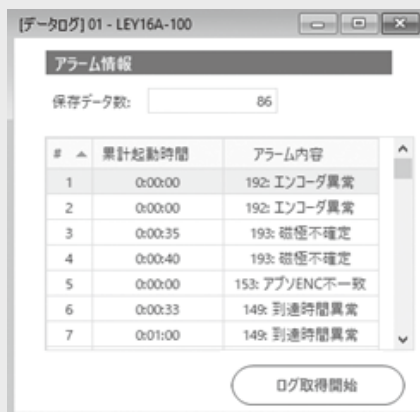 [データログ] 01 - LEY16A-100
アラーム情報
保存データ数: 86
# 累計起動時間 アラーム内容
1 0:00:00 192: エンコーダ異常
2 0:00:00 192: エンコーダ異常
3 0:00:35 193: 磁極不確定
4 0:00:40 193: 磁極不確定
5 0:00:00 153: アブソENC不一致
6 0:00:33 149: 到達時間異常
7 0:01:00 149: 到達時間異常
ログ取得開始